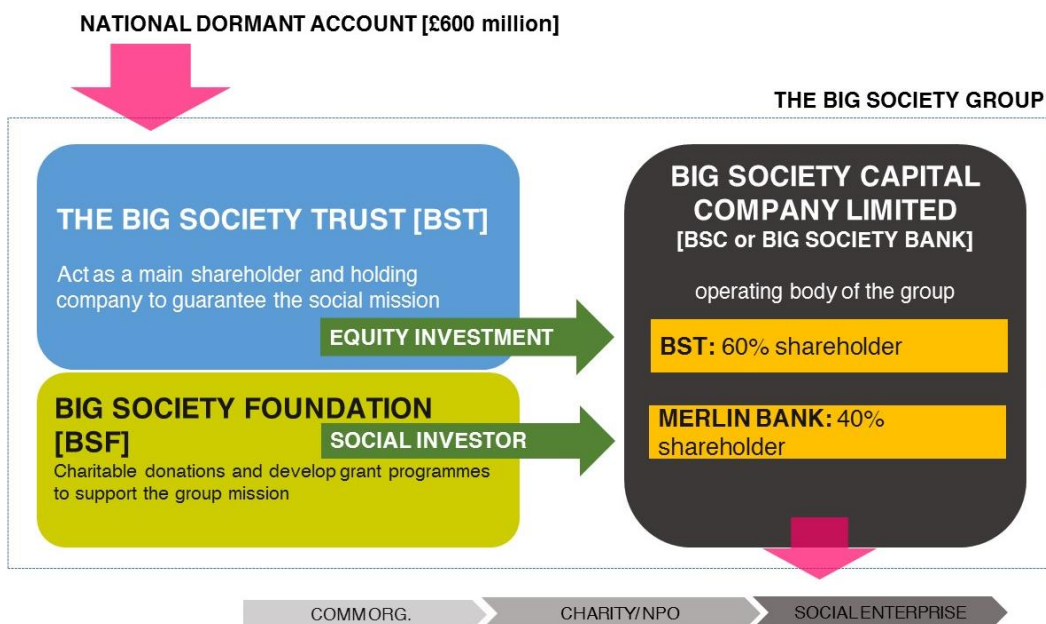 NATIONAL DORMANT ACCOUNT [£600 million]
THE BIG SOCIETY GROUP
THE BIG SOCIETY TRUST [BST]
Act as a main shareholder and holding
company to guarantee the social mission
EQUITY INVESTMENT
BIG SOCIETY FOUNDATION
[BSF]
SOCIAL INVESTOR
Charitable donations and develop grant programmes
to support the group mission
BIG SOCIETY CAPITAL
COMPANY LIMITED
[BSC or BIG SOCIETY BANK]
operating body of the group
BST: 60% shareholder
MERLIN BANK: 40%
shareholder
COMM ORG.
CHARITY/NPO
SOCIAL ENTERPRISE